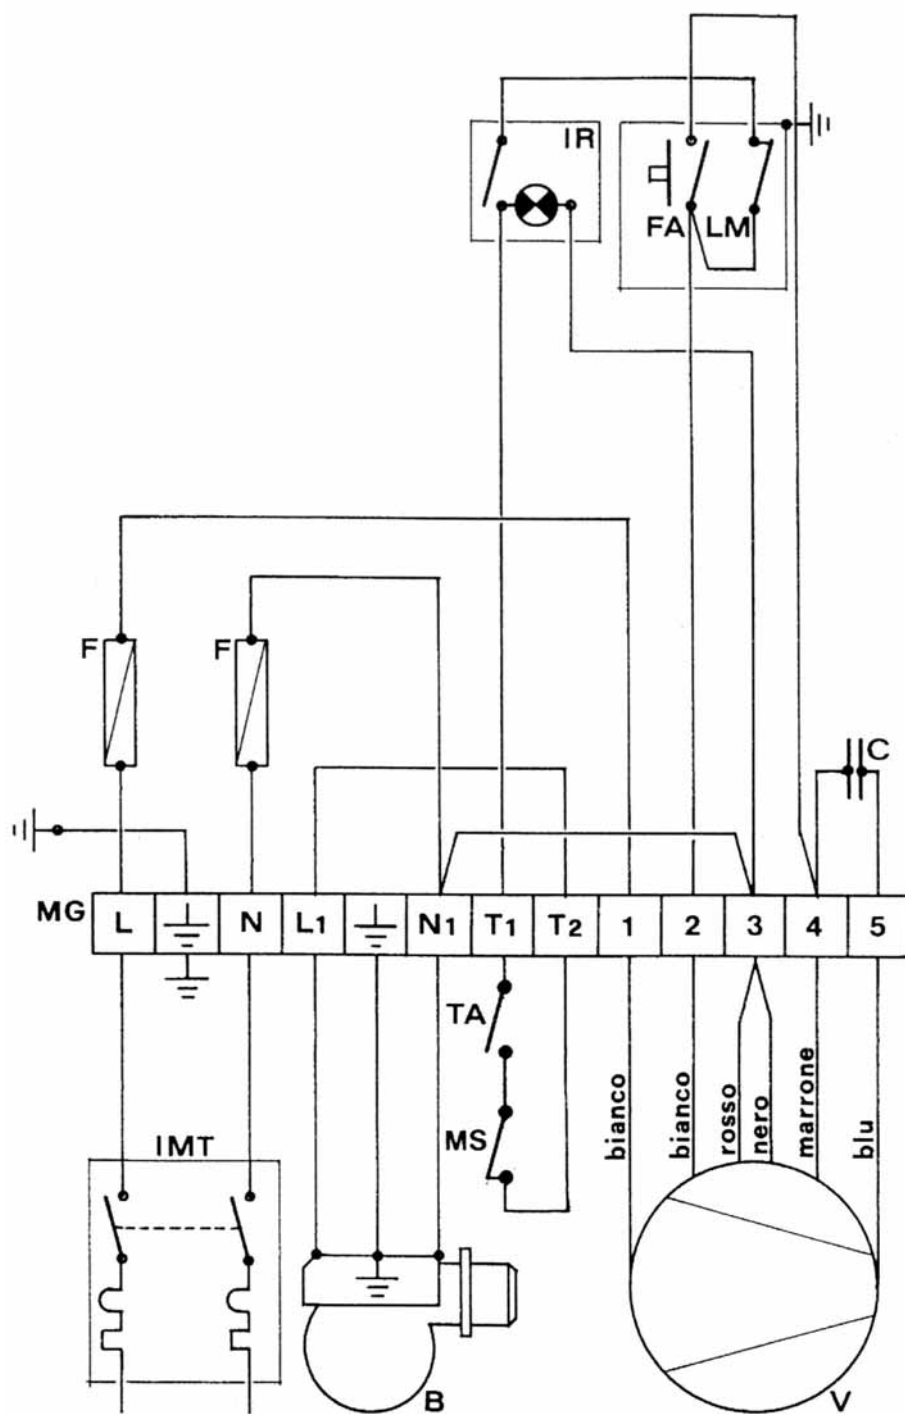 IR
FA LM
F F
C
MG L N L1 N1 T1 T2 1 2 3 4 5
TA
MS
bianco
bianco
rosso
nero
marrone
blu
IMT
B
V